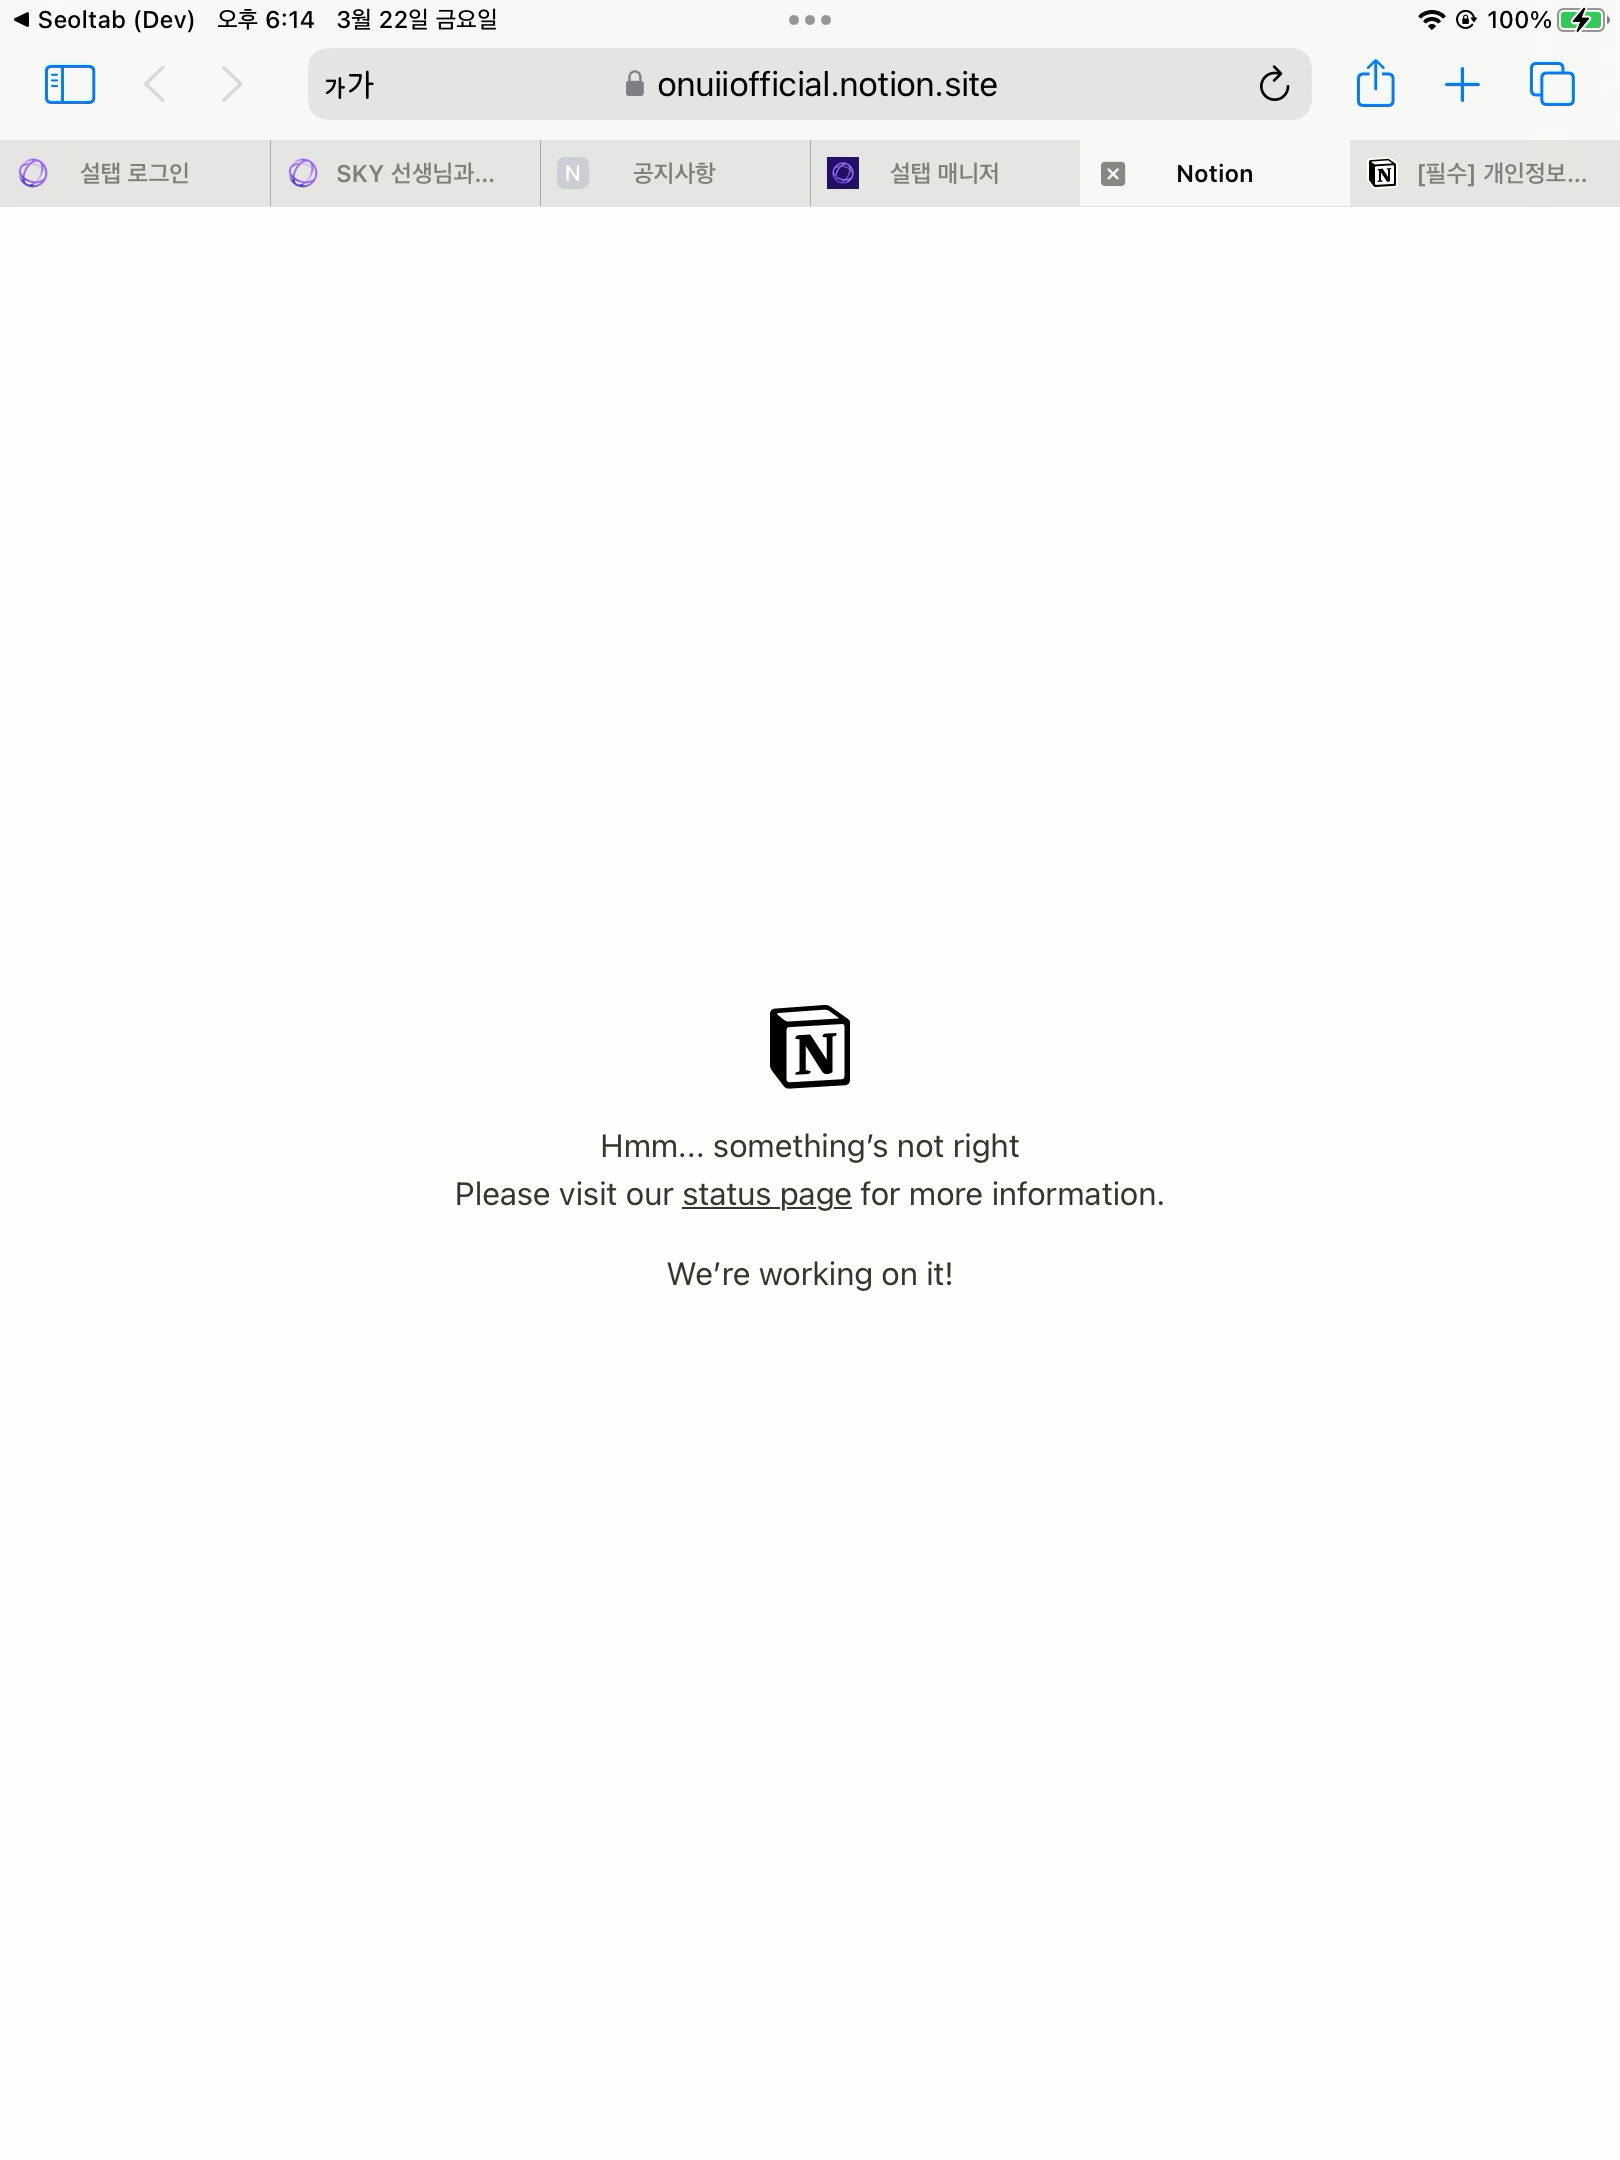 ◀ Seoltab (Dev) 오후 6:14 3월 22일 금요일 100%
가가 onuiiofficial.notion.site
설탭 로그인 SKY 선생님과... N 공지사항 설탭 매니저 Notion N [필수] 개인정보...
N
Hmm... something's not right
Please visit our status page for more information.
We're working on it!